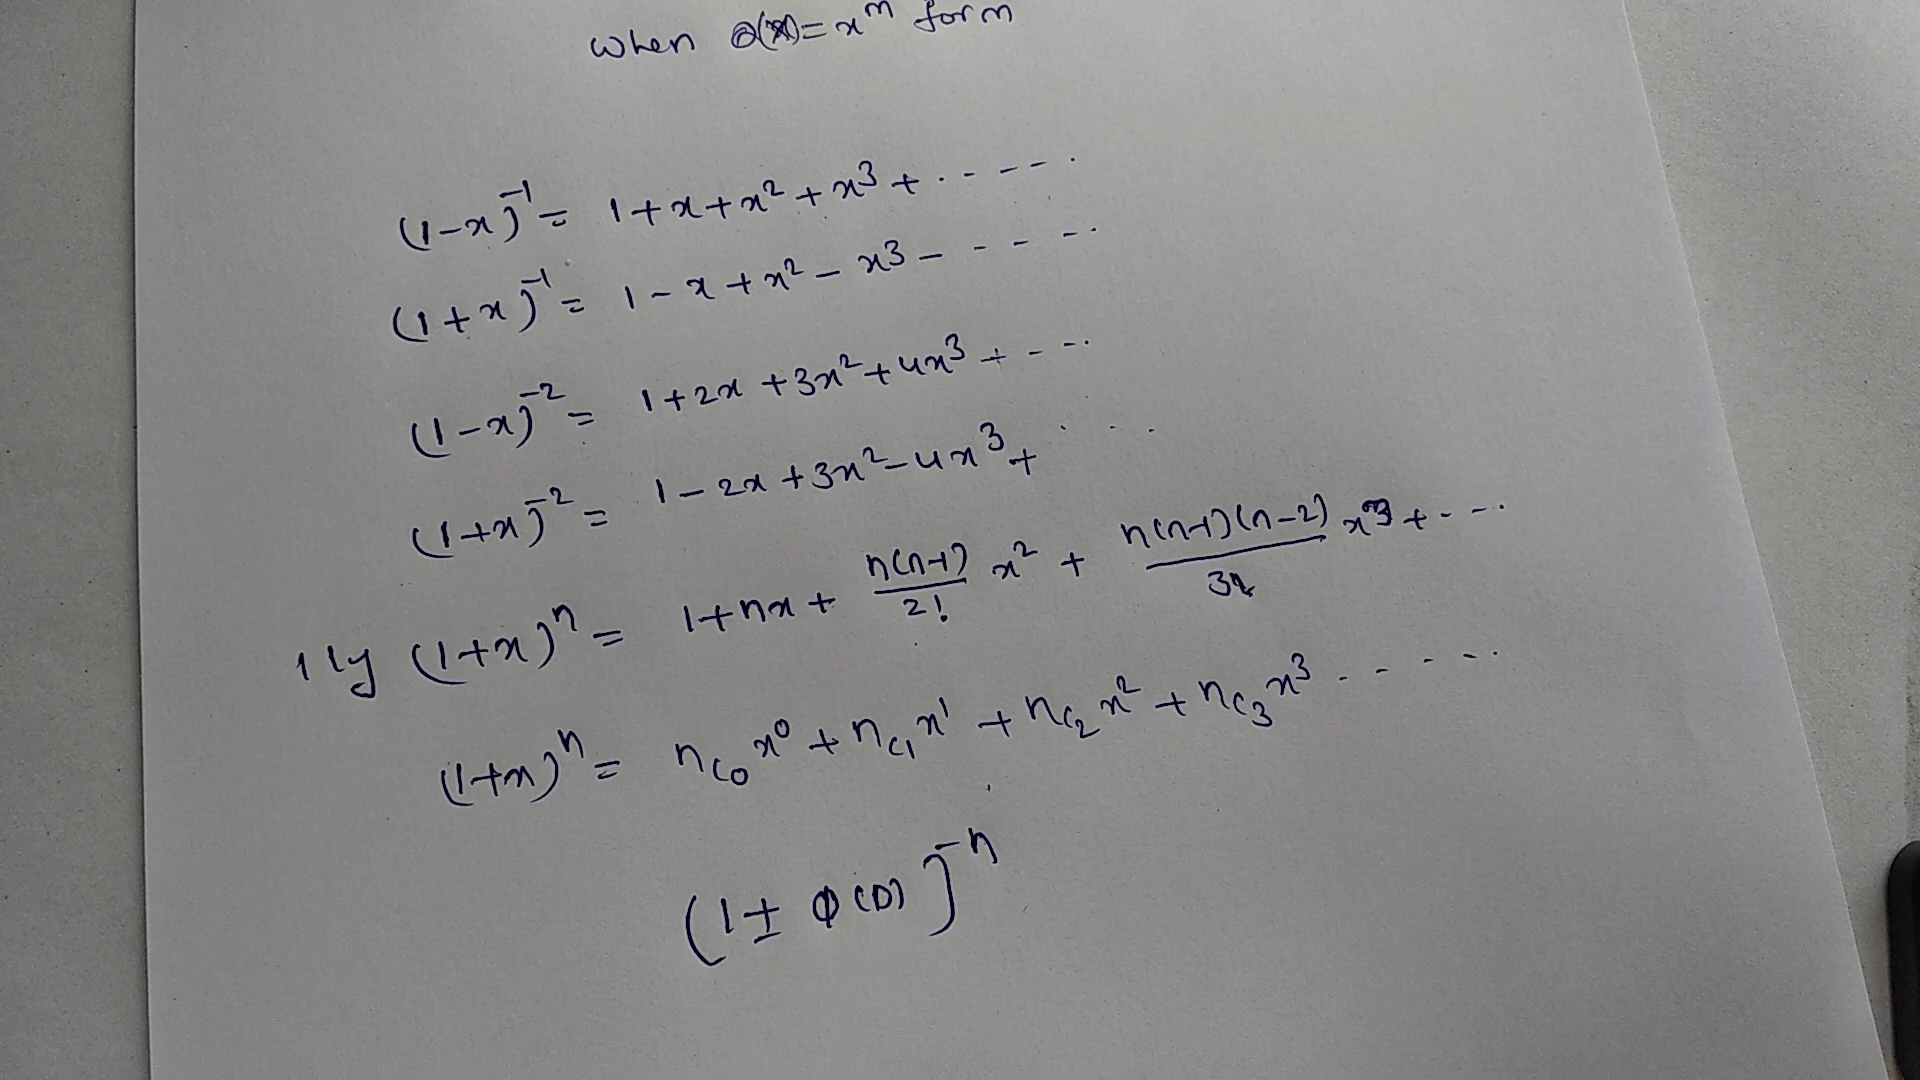 When Q(x)=x^m form
(1-x)^-1 = 1+x+x^2+x^3+.----.
(1+x)^-1 = 1-x+x^2-x^3-----.
(1-x)^-2 = 1+2x+3x^2+4x^3+---.
(1+x)^-2 = 1-2x+3x^2-4x^3+...
llly (1+x)^n = 1+nx+ n(n-1)/2! x^2 + n(n-1)(n-2)/3! x^3+---.
(1+x)^n = nC0 x^0 + nC1 x^1 + nC2 x^2 + nC3 x^3 -----.
(1± Φ(D)]^-n